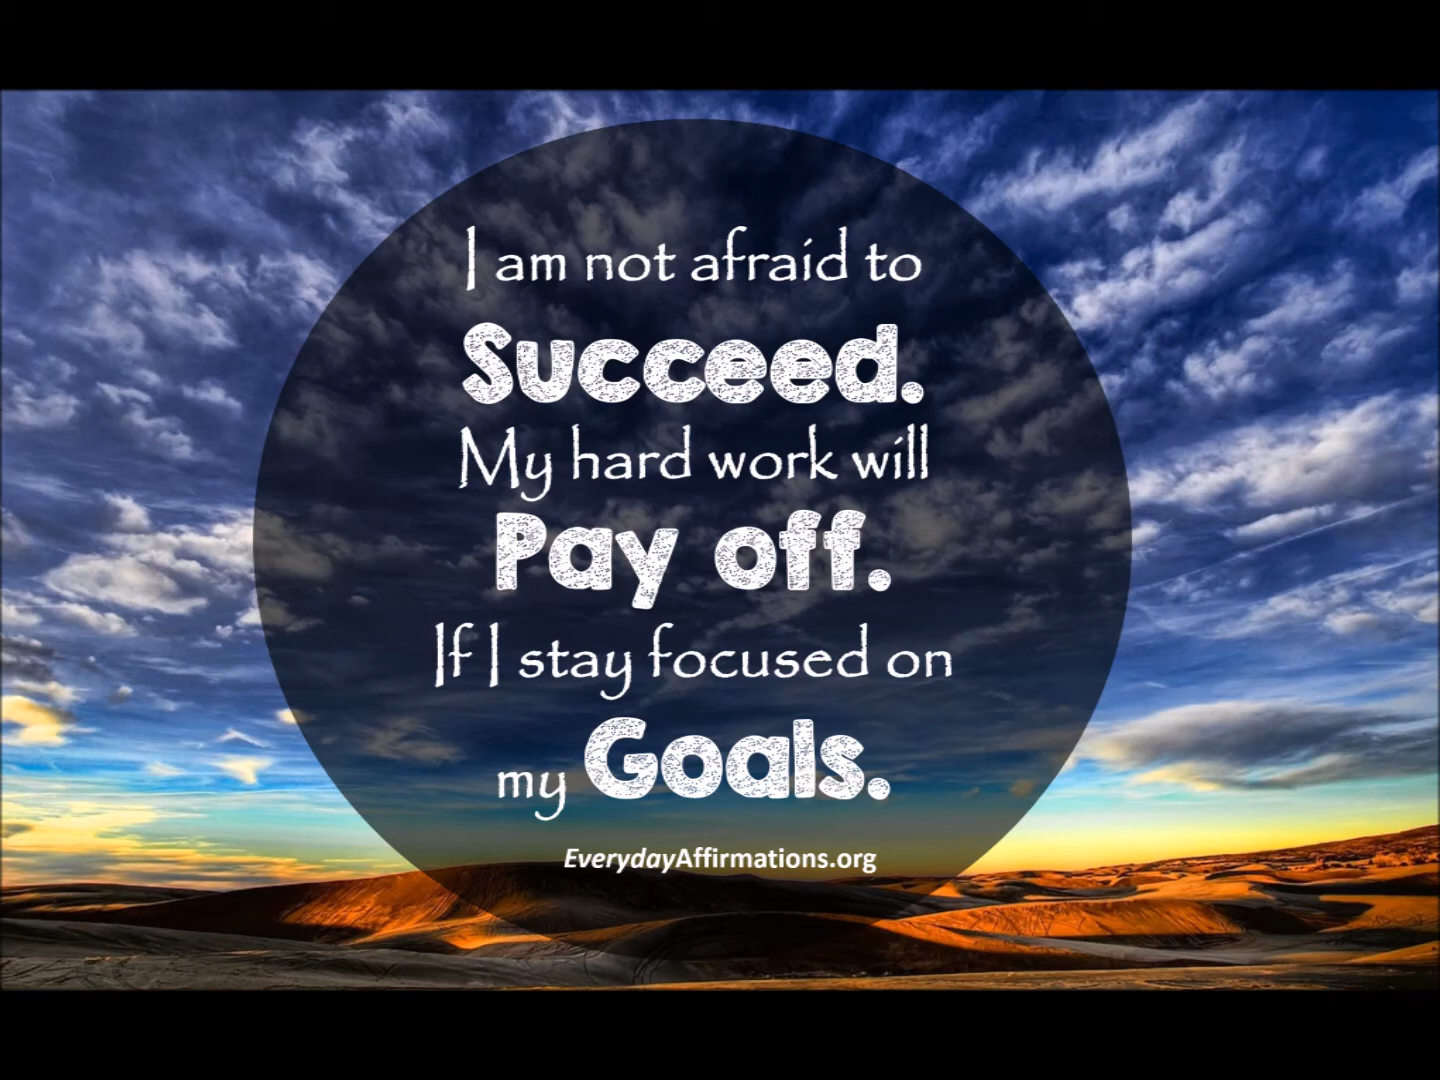 I am not afraid to
Succeed.
My hard work will
Pay off.
If I stay focused on
my Goals.
EverydayAffirmations.org